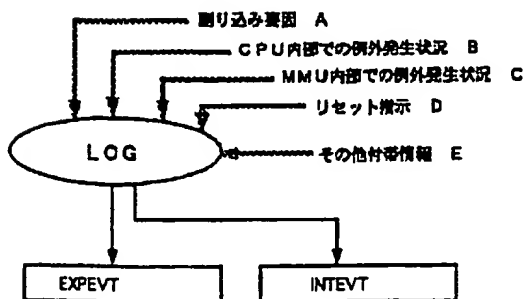 割り込み要因 A
CPU内部での例外発生状況 B
MMU内部での例外発生状況 C
リセット指示 D
LOG
その他付帯情報 E
EXPEVT
INTEVT